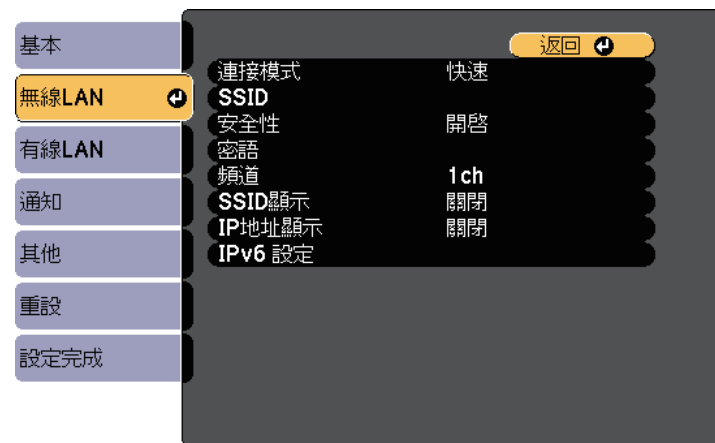 基本
無線LAN
有線LAN
通知
其他
重設
設定完成
返回
連接模式 快速
SSID
安全性 開啓
密語
頻道 1ch
SSID顯示 關閉
IP地址顯示 關閉
IPv6 設定